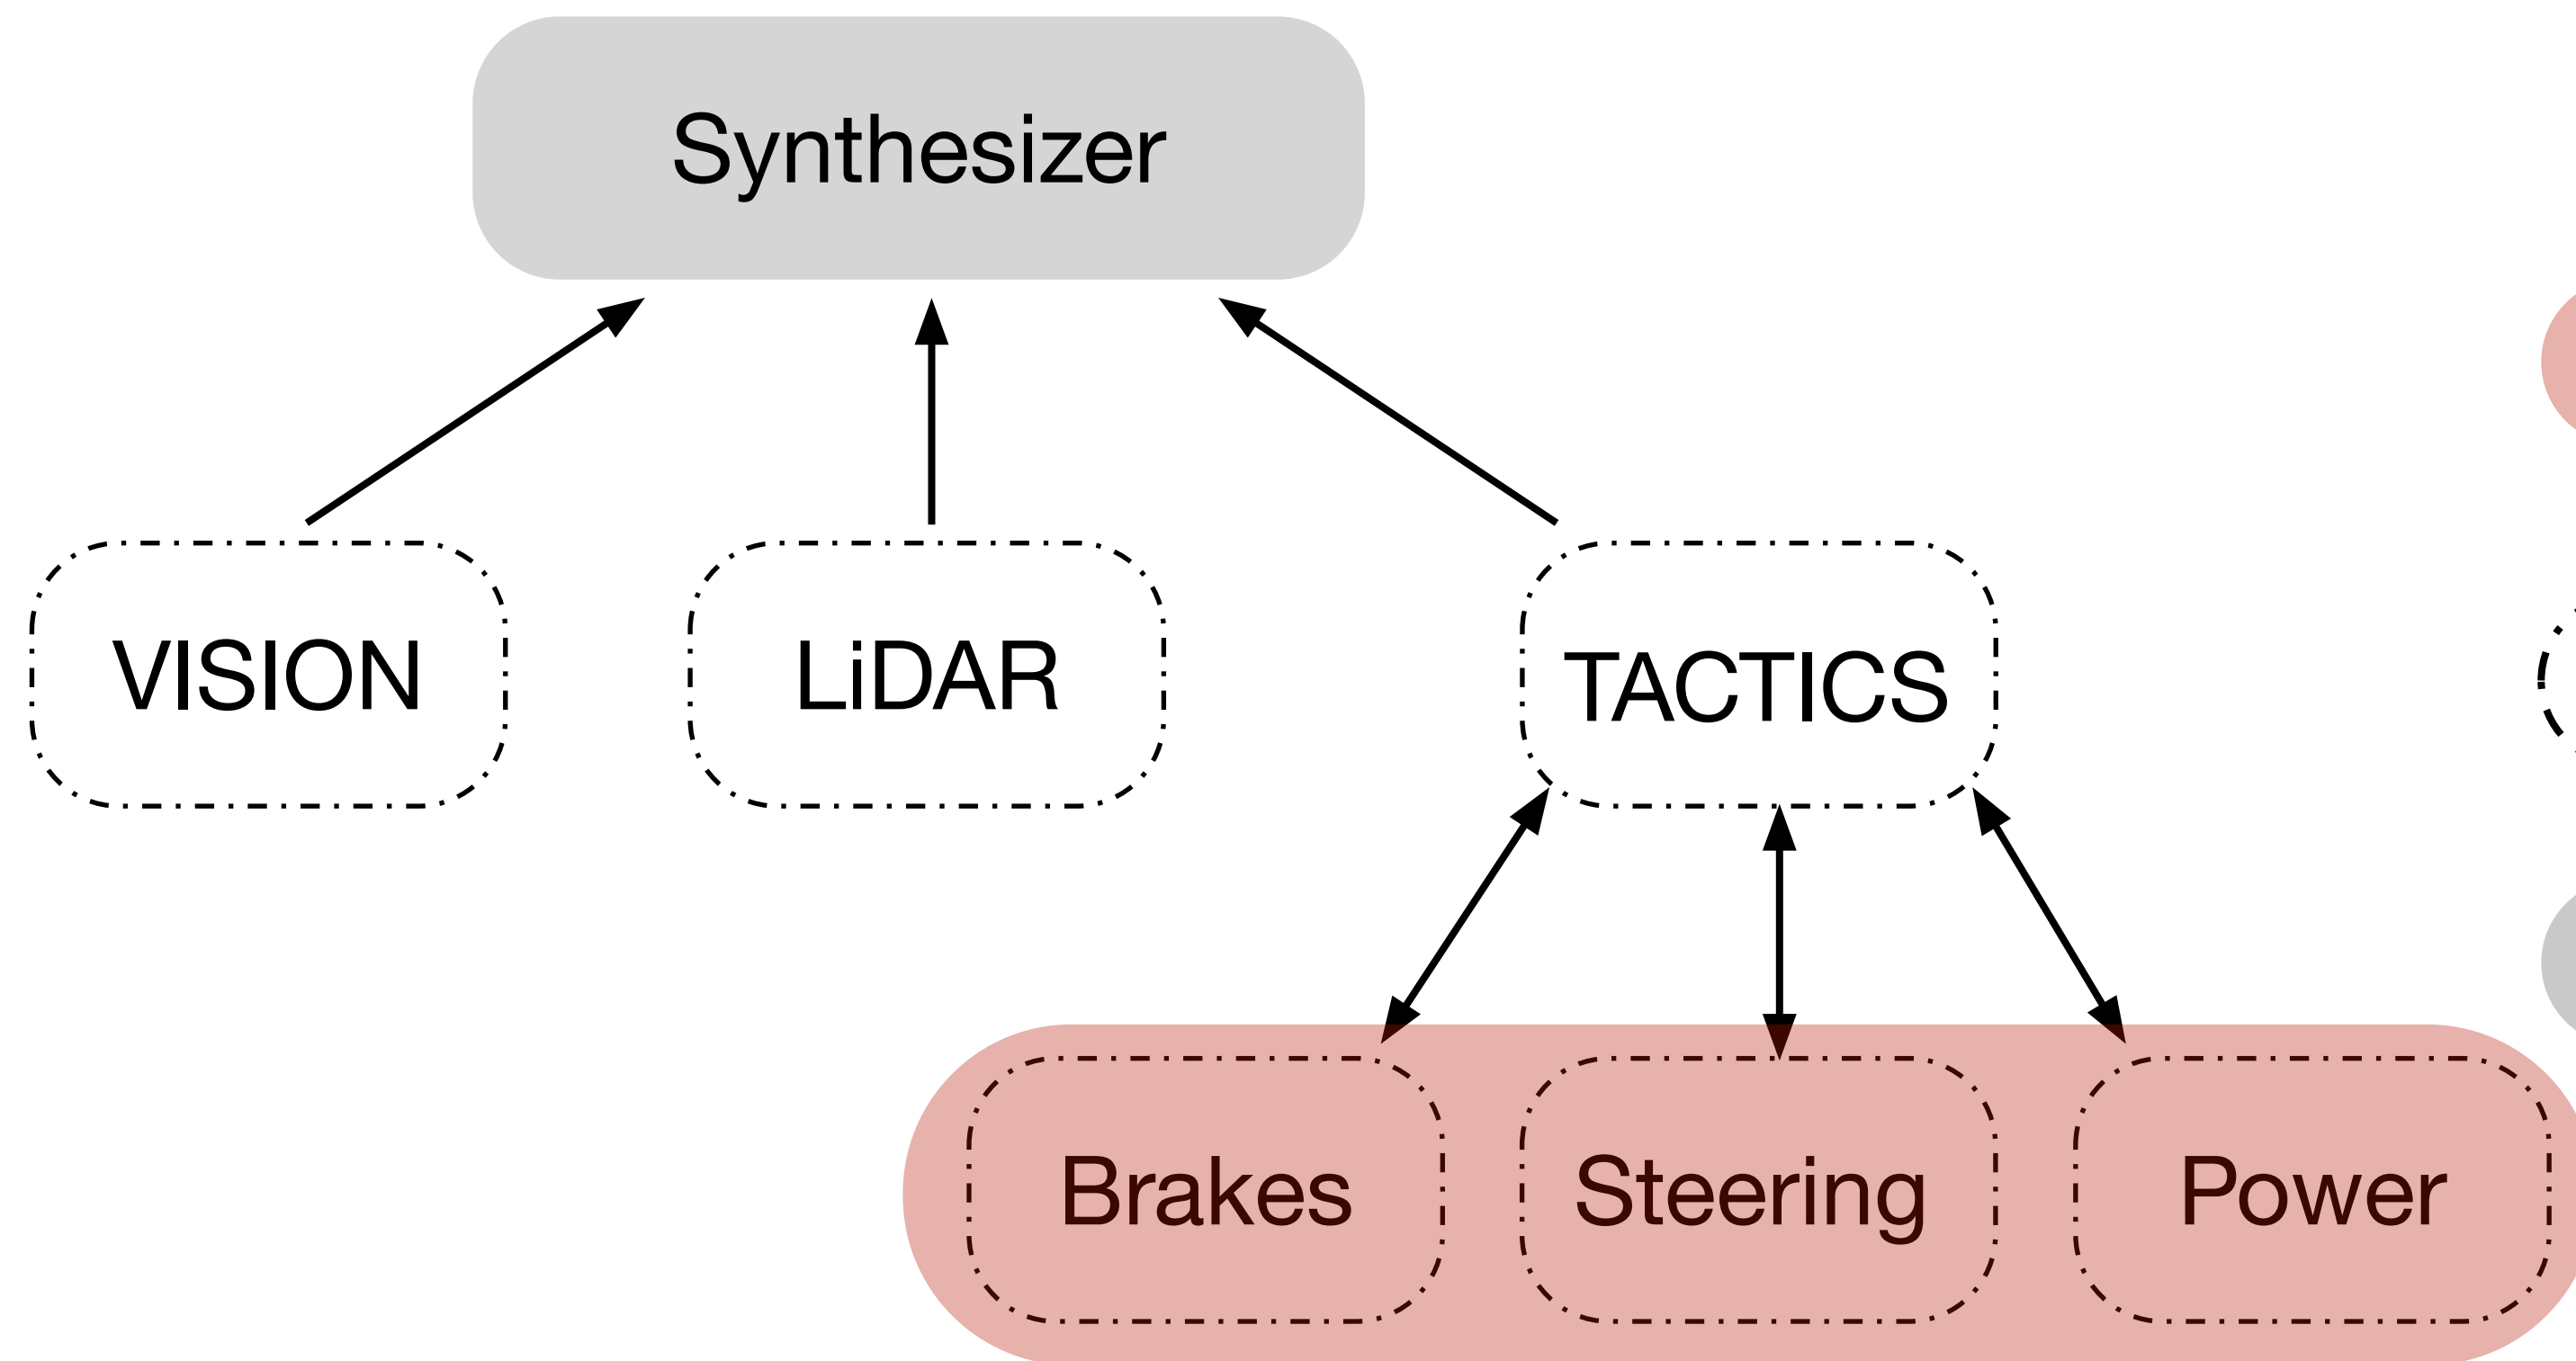 Synthesizer
VISION
LiDAR
TACTICS
Brakes
Steering
Power